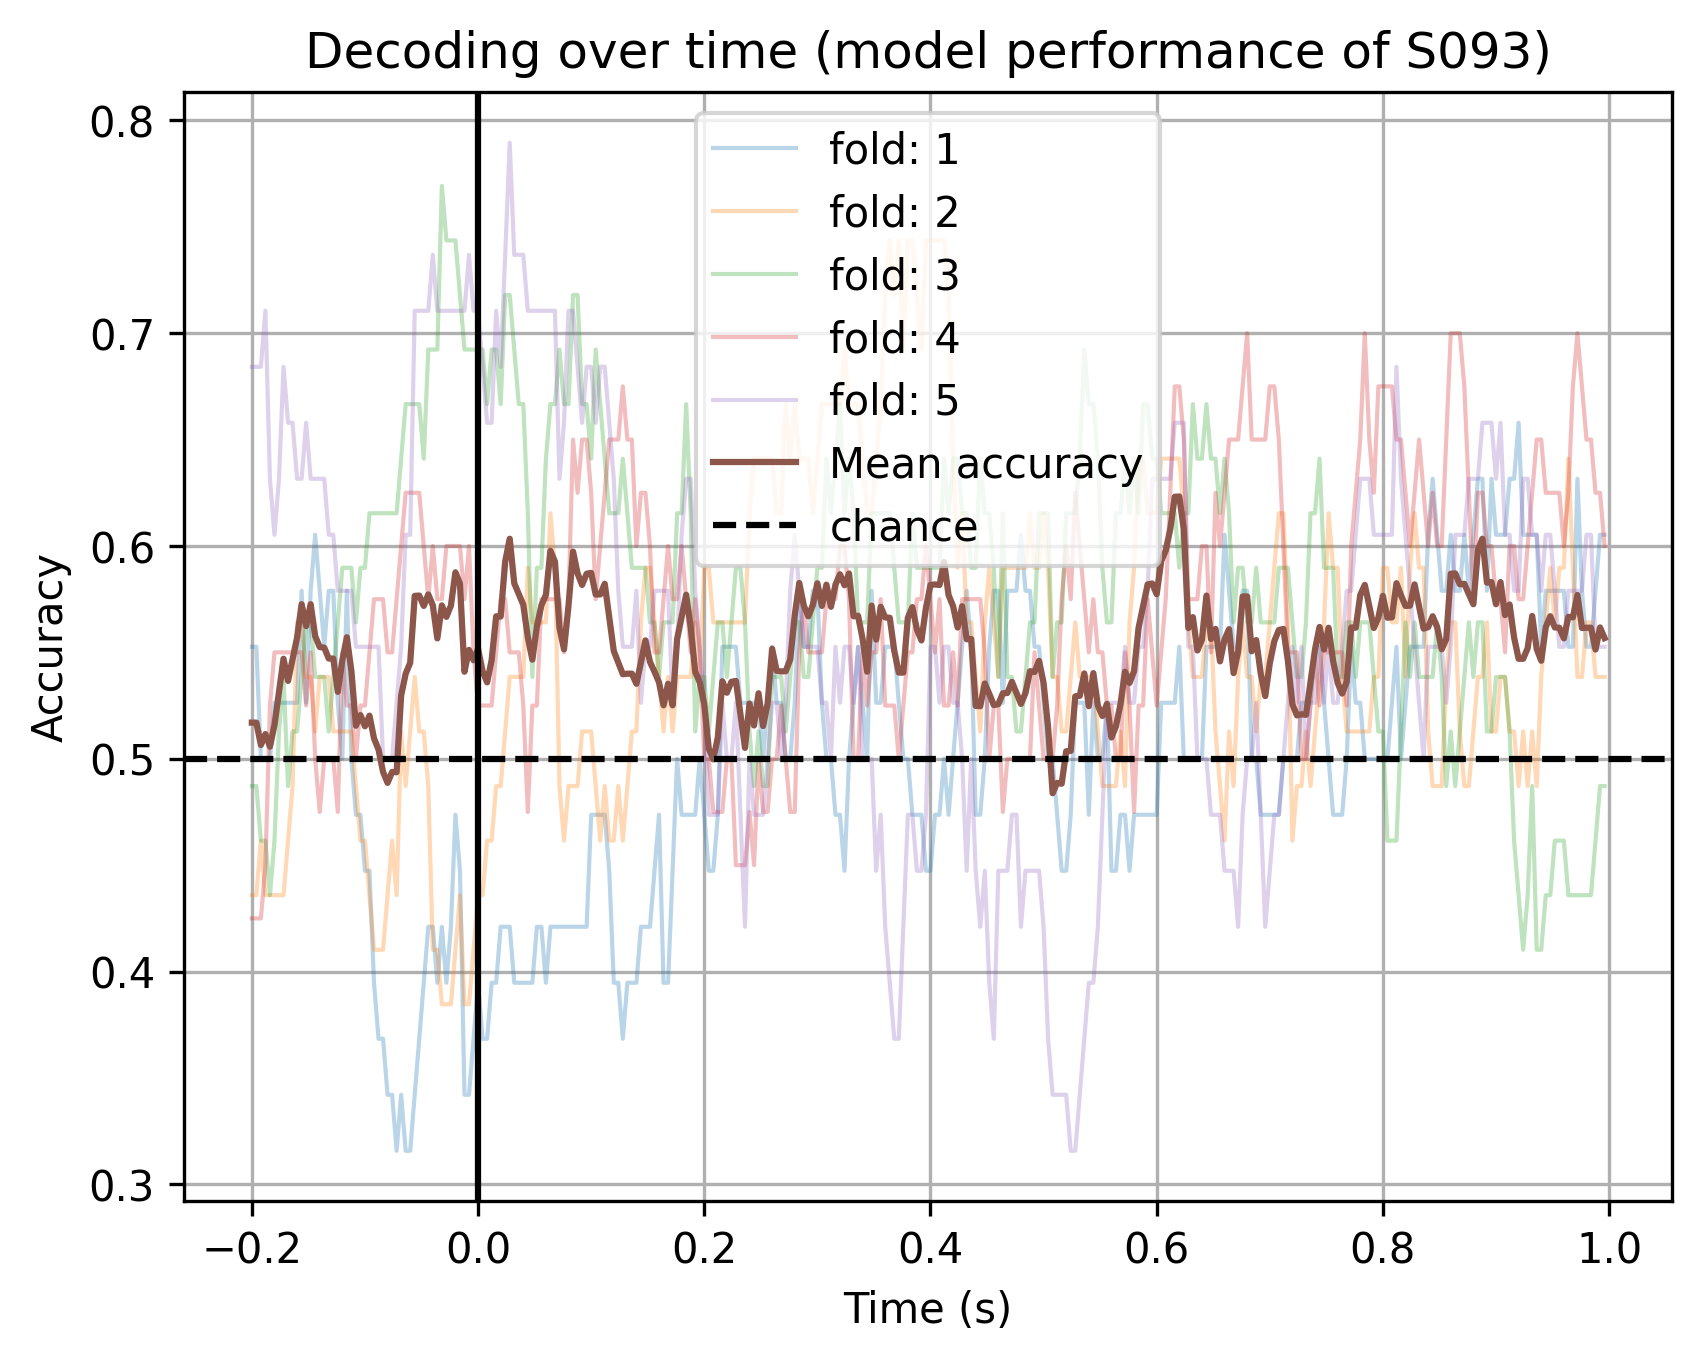 Decoding over time (model performance of S093)
Accuracy
0.8
0.7
0.6
0.5
0.4
0.3
fold: 1
fold: 2
fold: 3
fold: 4
fold: 5
Mean accuracy
chance
−0.2 0.0 0.2 0.4 0.6 0.8 1.0
Time (s)